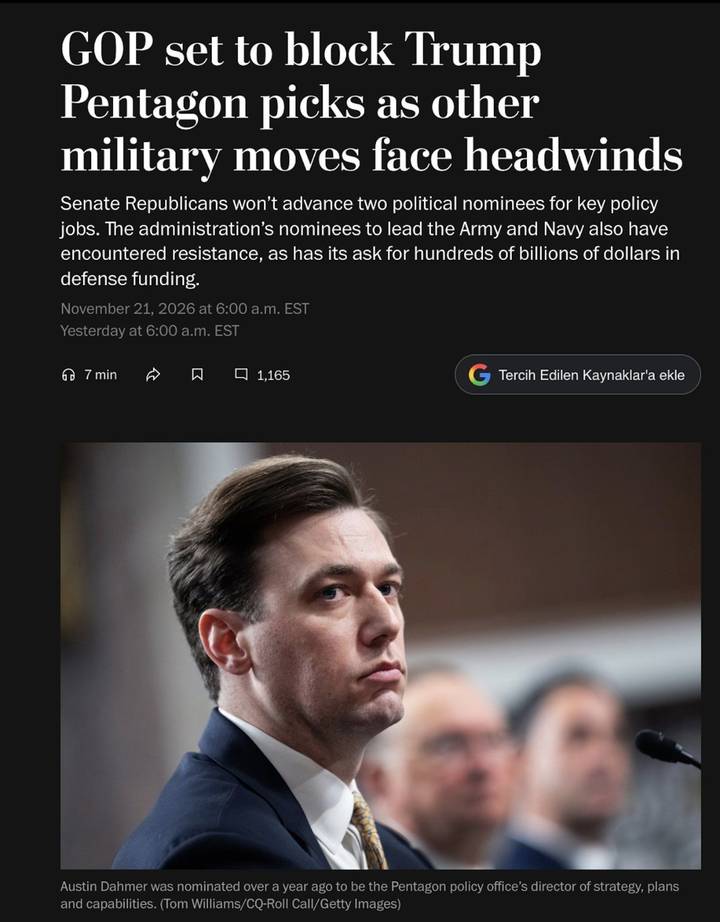 GOP set to block Trump
Pentagon picks as other
military moves face headwinds
Senate Republicans won’t advance two political nominees for key policy
jobs. The administration’s nominees to lead the Army and Navy also have
encountered resistance, as has its ask for hundreds of billions of dollars in
defense funding.
November 21, 2026 at 6:00 a.m. EST
Yesterday at 6:00 a.m. EST
7 min
1,165
Tercih Edilen Kaynaklar'a ekle
Austin Dahmer was nominated over a year ago to be the Pentagon policy office’s director of strategy, plans
and capabilities. (Tom Williams/CQ-Roll Call/Getty Images)